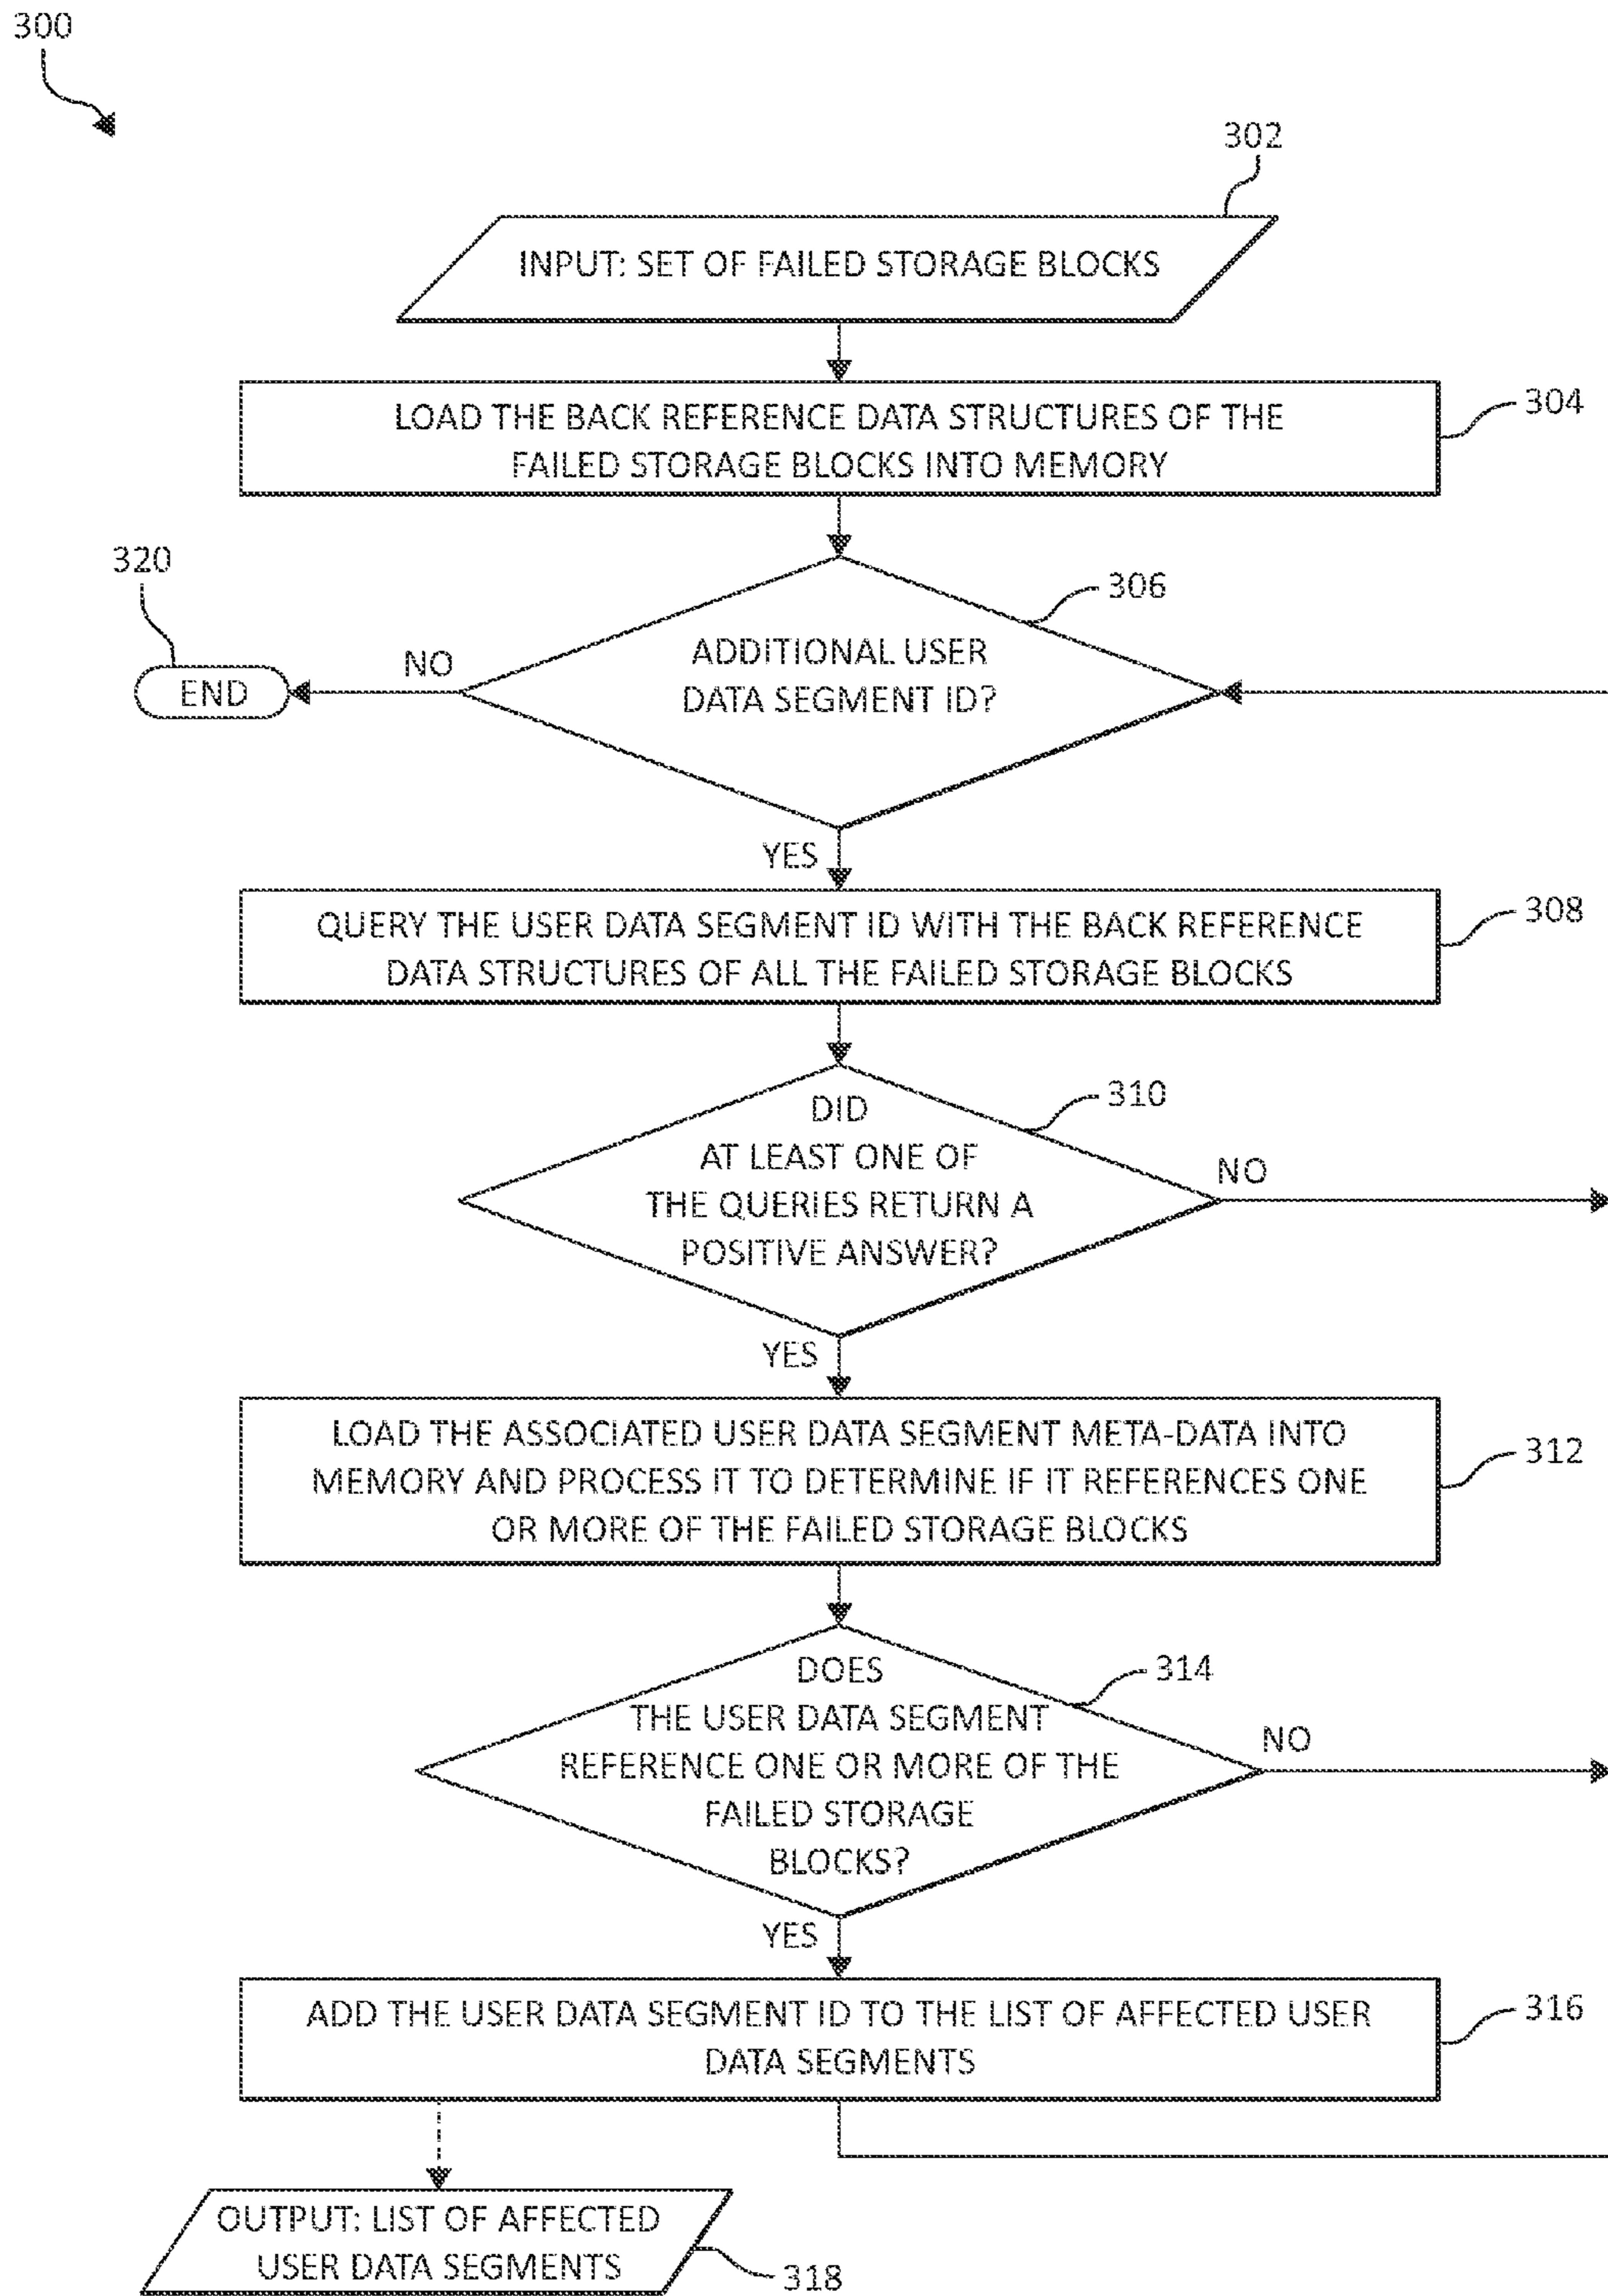 300
302
INPUT: SET OF FAILED STORAGE BLOCKS
LOAD THE BACK REFERENCE DATA STRUCTURES OF THE
FAILED STORAGE BLOCKS INTO MEMORY
304
320
306
ADDITIONAL USER
DATA SEGMENT ID?
NO
END
YES
QUERY THE USER DATA SEGMENT ID WITH THE BACK REFERENCE
DATA STRUCTURES OF ALL THE FAILED STORAGE BLOCKS
308
310
DID
AT LEAST ONE OF
THE QUERIES RETURN A
POSITIVE ANSWER?
NO
YES
LOAD THE ASSOCIATED USER DATA SEGMENT META-DATA INTO
MEMORY AND PROCESS IT TO DETERMINE IF IT REFERENCES ONE
OR MORE OF THE FAILED STORAGE BLOCKS
312
314
DOES
THE USER DATA SEGMENT
REFERENCE ONE OR MORE OF THE
FAILED STORAGE
BLOCKS?
NO
YES
ADD THE USER DATA SEGMENT ID TO THE LIST OF AFFECTED USER
DATA SEGMENTS
316
OUTPUT: LIST OF AFFECTED
USER DATA SEGMENTS
318